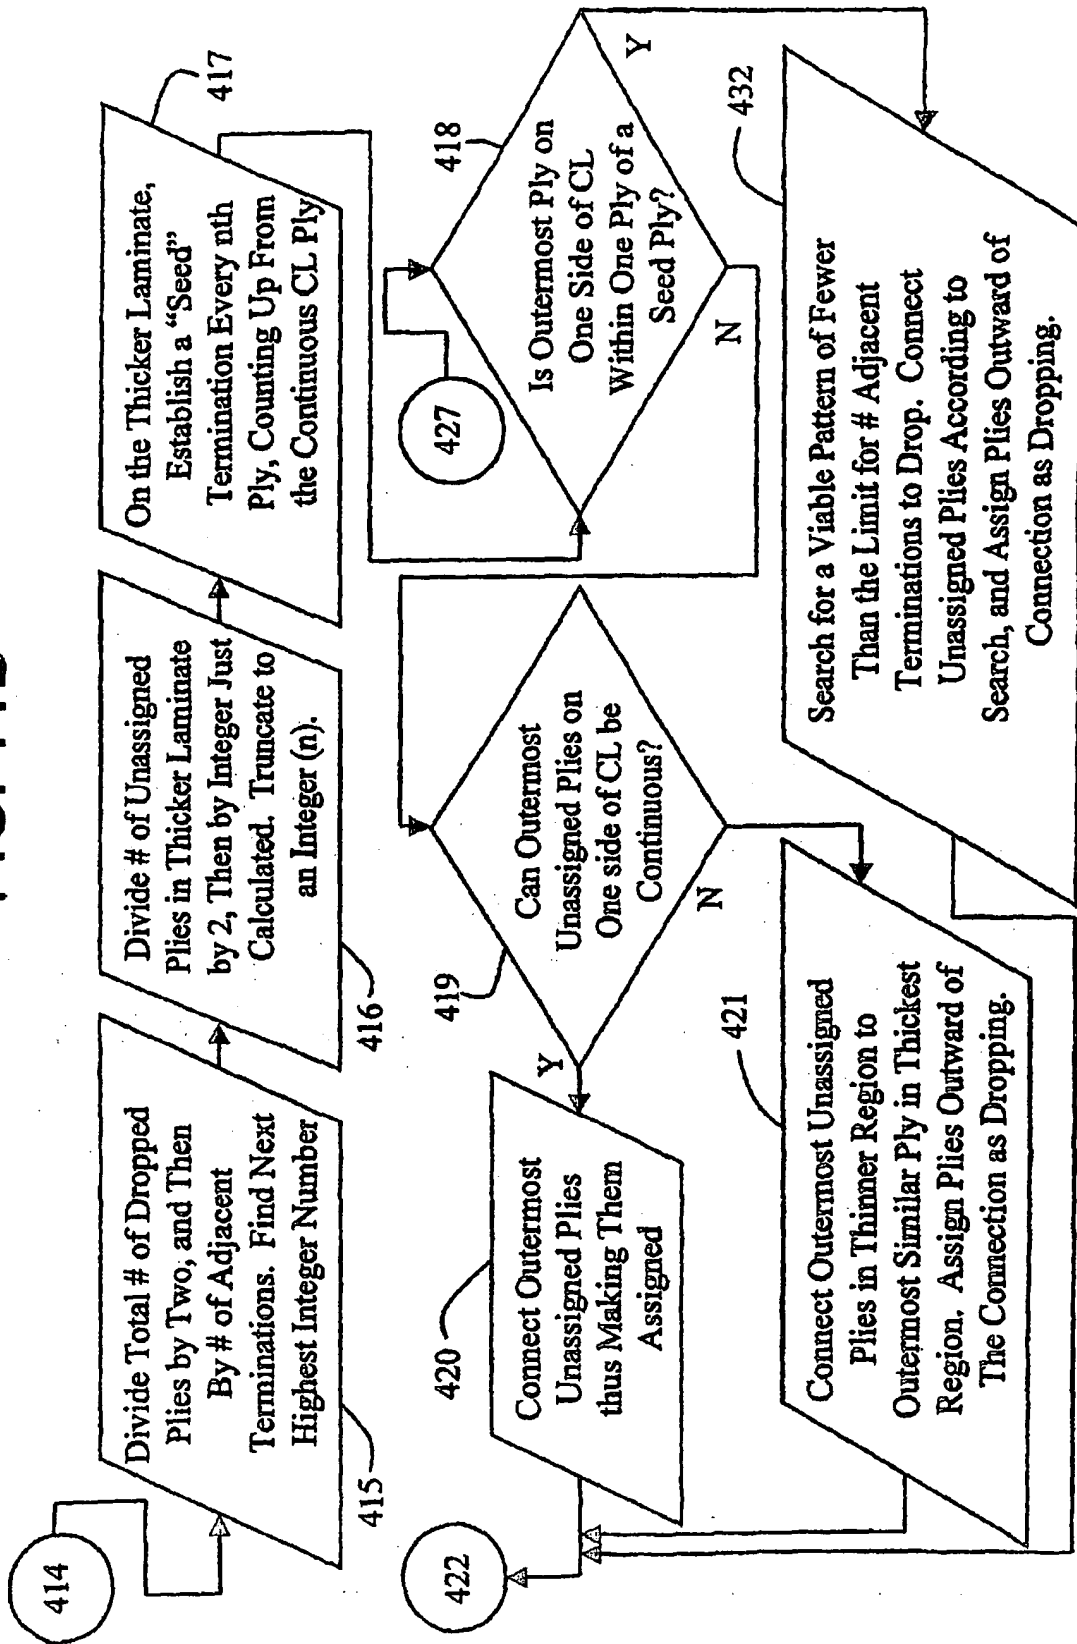 414
Divide Total # of Dropped
Plies by Two, and Then
By # of Adjacent
Terminations. Find Next
Highest Integer Number
415
Divide # of Unassigned
Plies in Thicker Laminate
by 2, Then by Integer Just
Calculated. Truncate to
an Integer (n).
416
On the Thicker Laminate,
Establish a “Seed”
Termination Every nth
Ply, Counting Up From
the Continuous CL Ply
417
427
Is Outermost Ply on
One Side of CL
Within One Ply of a
Seed Ply?
418
Y
N
Can Outermost
Unassigned Plies on
One side of CL be
Continuous?
419
Y
N
Connect Outermost
Unassigned Plies
thus Making Them
Assigned
420
422
Connect Outermost Unassigned
Plies in Thinner Region to
Outermost Similar Ply in Thickest
Region. Assign Plies Outward of
The Connection as Dropping.
421
Search for a Viable Pattern of Fewer
Than the Limit for # Adjacent
Terminations to Drop. Connect
Unassigned Plies According to
Search, and Assign Plies Outward of
Connection as Dropping.
432